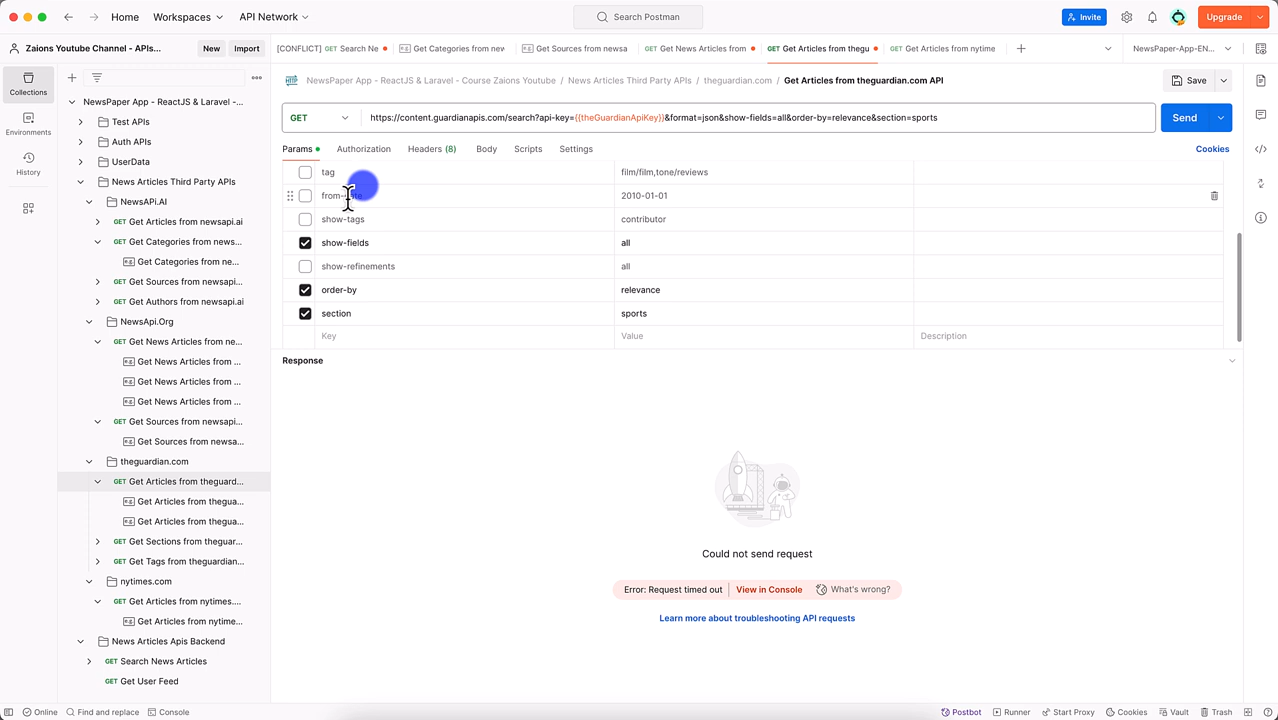 Home
Workspaces
API Network
Search Postman
Invite
Upgrade
Zaions Youtube Channel - APIs...
New
Import
[CONFLICT] GET Search Ne
Get Categories from new
Get Sources from newsa
GET Get News Articles from
GET Get Articles from thegu
GET Get Articles from nytime
NewsPaper-App-EN...
Collections
Environments
History
NewsPaper App - ReactJS & Laravel -...
Test APIs
Auth APIs
UserData
News Articles Third Party APIs
NewsAPi.AI
GET Get Articles from newsapi.ai
GET Get Categories from news...
Get Categories from ne...
GET Get Sources from newsapi...
GET Get Authors from newsapi.ai
NewsApi.Org
GET Get News Articles from ne...
Get News Articles from ...
Get News Articles from ...
Get News Articles from ...
GET Get Sources from newsapi...
Get Sources from newsa...
theguardian.com
GET Get Articles from theguard...
Get Articles from thegua...
Get Articles from thegua...
GET Get Sections from theguar...
GET Get Tags from theguardian...
nytimes.com
GET Get Articles from nytimes....
Get Articles from nytime...
News Articles Apis Backend
GET Search News Articles
GET Get User Feed
HTTP NewsPaper App - ReactJS & Laravel - Course Zaions Youtube / News Articles Third Party APIs / theguardian.com / Get Articles from theguardian.com API
Save
GET
https://content.guardianapis.com/search?api-key={{theGuardianApiKey}}&format=json&show-fields=all&order-by=relevance&section=sports
Send
Params
Authorization
Headers (8)
Body
Scripts
Settings
Cookies
tag film/film,tone/reviews
2010-01-01
show-tags contributor
show-fields all
show-refinements all
order-by relevance
section sports
Key Value Description
Response
Could not send request
Error: Request timed out | View in Console What's wrong?
Learn more about troubleshooting API requests
Online
Find and replace
Console
Postbot
Runner
Start Proxy
Cookies
Vault
Trash